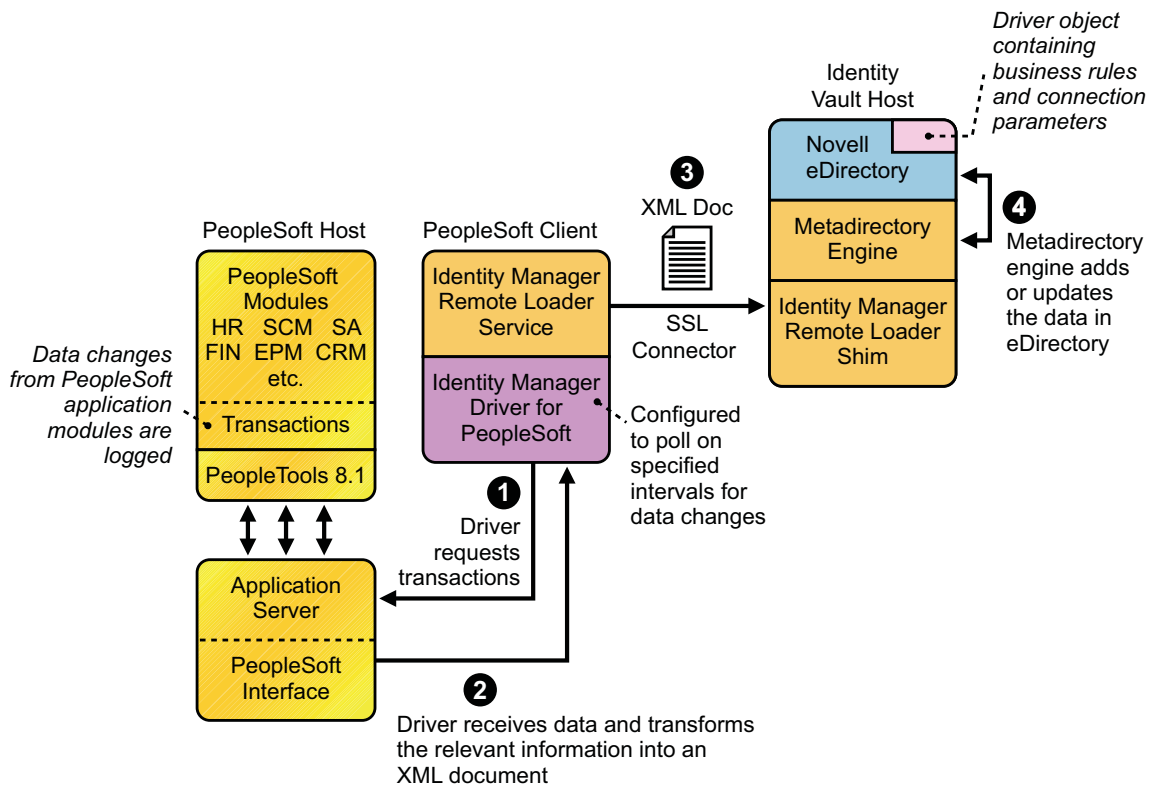 Driver object
containing
business rules
and connection
parameters
Identity
Vault Host
Novell
eDirectory
Metadirectory
Engine
Identity Manager
Remote Loader
Shim
4
Metadirectory
engine adds
or updates
the data in
eDirectory
3
XML Doc
SSL
Connector
PeopleSoft Host
PeopleSoft
Modules
HR SCM SA
FIN EPM CRM
etc.
Transactions
PeopleTools 8.1
Data changes
from PeopleSoft
application
modules are
logged
PeopleSoft Client
Identity Manager
Remote Loader
Service
Identity Manager
Driver for
PeopleSoft
Configured
to poll on
specified
intervals for
data changes
1
Driver
requests
transactions
Application
Server
PeopleSoft
Interface
2
Driver receives data and transforms
the relevant information into an
XML document